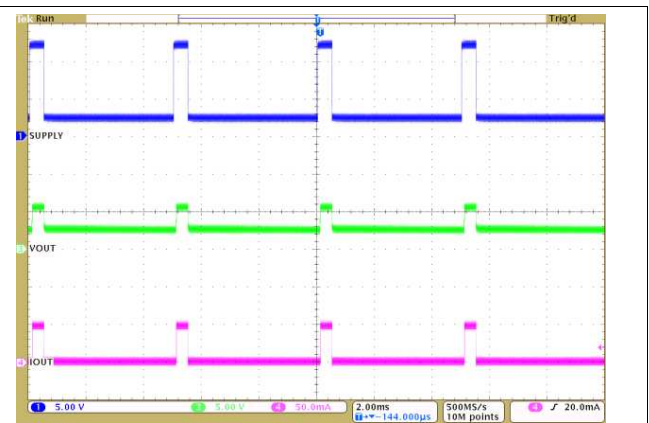 Tek Run Trig'd
T
1 SUPPLY
3 VOUT
4 IOUT
1 5.00 V 3 5.00 V 4 50.0mA 2.00ms 500MS/s 4 20.0mA
T→▼−144.000µs 10M points